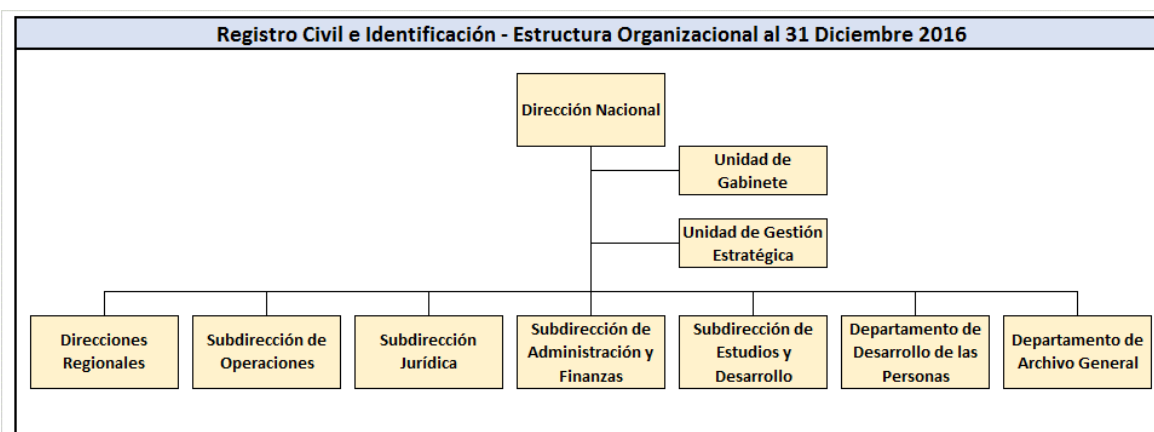 Registro Civil e Identificación - Estructura Organizacional al 31 Diciembre 2016
Dirección Nacional
Unidad de
Gabinete
Unidad de Gestión
Estratégica
Direcciones
Regionales
Subdirección de
Operaciones
Subdirección
Jurídica
Subdirección de
Administración y
Finanzas
Subdirección de
Estudios y
Desarrollo
Departamento de
Desarrollo de las
Personas
Departamento de
Archivo General